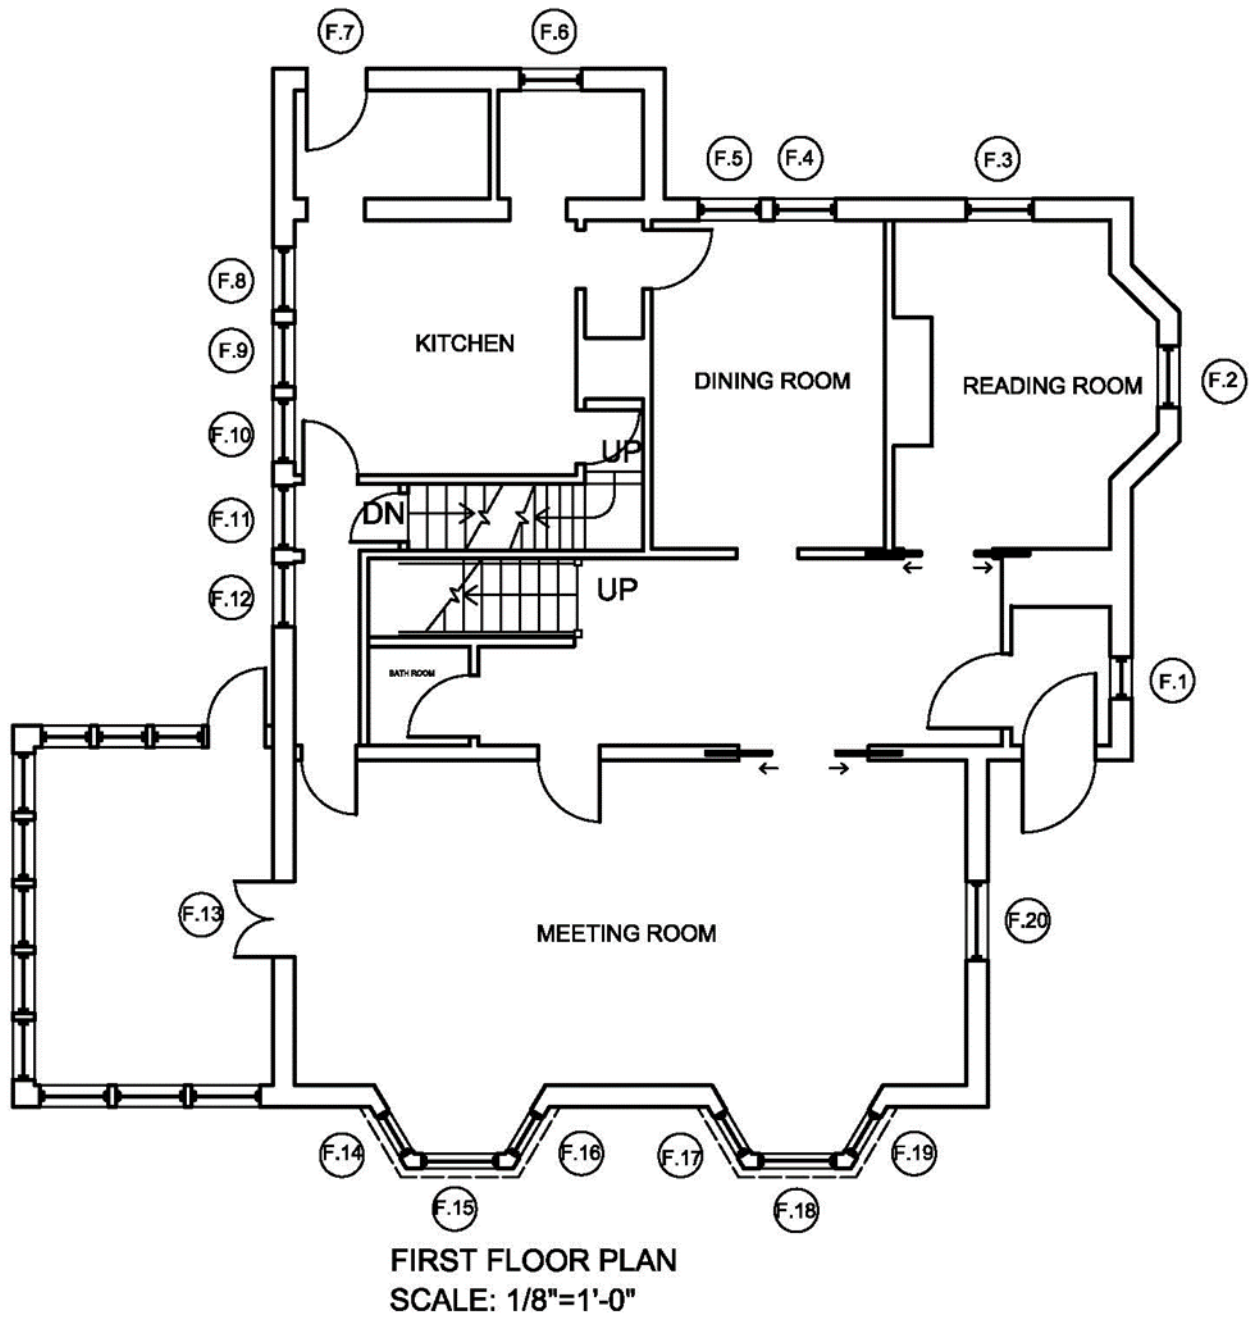 F.7
F.6
F.5
F.4
F.3
F.8
F.9
F.10
F.11
F.12
F.2
F.1
KITCHEN
DINING ROOM
READING ROOM
UP
DN
UP
BATH ROOM
F.13
MEETING ROOM
F.20
F.14
F.15
F.16
F.17
F.18
F.19
FIRST FLOOR PLAN
SCALE: 1/8"=1'-0"